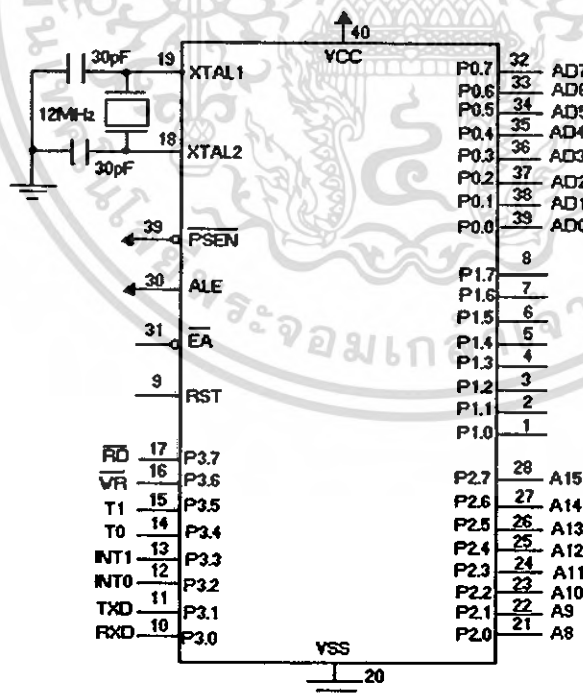 40
VCC
30pF
19
XTAL1
12MHz
18
XTAL2
30pF
39
PSEN
30
ALE
31
EA
9
RST
RD 17 P3.7
WR 16 P3.6
T1 15 P3.5
T0 14 P3.4
INT1 13 P3.3
INT0 12 P3.2
TXD 11 P3.1
RXD 10 P3.0
P0.7 32 AD7
P0.6 33 AD6
P0.5 34 AD5
P0.4 35 AD4
P0.3 36 AD3
P0.2 37 AD2
P0.1 38 AD1
P0.0 39 AD0
P1.7 8
P1.6 7
P1.5 6
P1.4 5
P1.3 4
P1.2 3
P1.1 2
P1.0 1
P2.7 28 A15
P2.6 27 A14
P2.5 26 A13
P2.4 25 A12
P2.3 24 A11
P2.2 23 A10
P2.1 22 A9
P2.0 21 A8
VSS
20